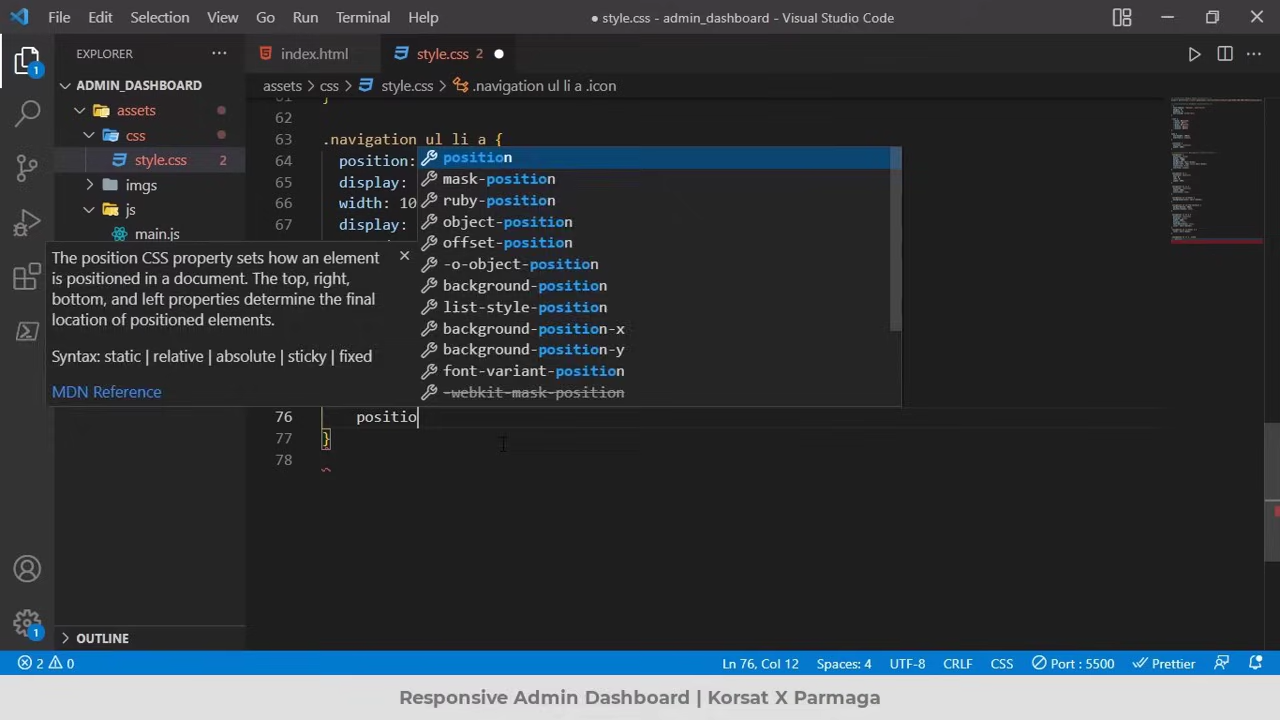 File Edit Selection View Go Run Terminal Help
● style.css - admin_dashboard - Visual Studio Code
EXPLORER
index.html
style.css 2
1
ADMIN_DASHBOARD
assets
css
style.css 2
imgs
js
main.js
assets > css > style.css > .navigation ul li a .icon
61 }
62
63 .navigation ul li a {
64 position:
65 display:
66 width: 10
67 display:
position
mask-position
ruby-position
object-position
offset-position
-o-object-position
background-position
list-style-position
background-position-x
background-position-y
font-variant-position
-webkit-mask-position
The position CSS property sets how an element
is positioned in a document. The top, right,
bottom, and left properties determine the final
location of positioned elements.
Syntax: static | relative | absolute | sticky | fixed
MDN Reference
76 positio
77 }
78
1
OUTLINE
2 0
Ln 76, Col 12 Spaces: 4 UTF-8 CRLF CSS Port : 5500 Prettier
Responsive Admin Dashboard | Korsat X Parmaga